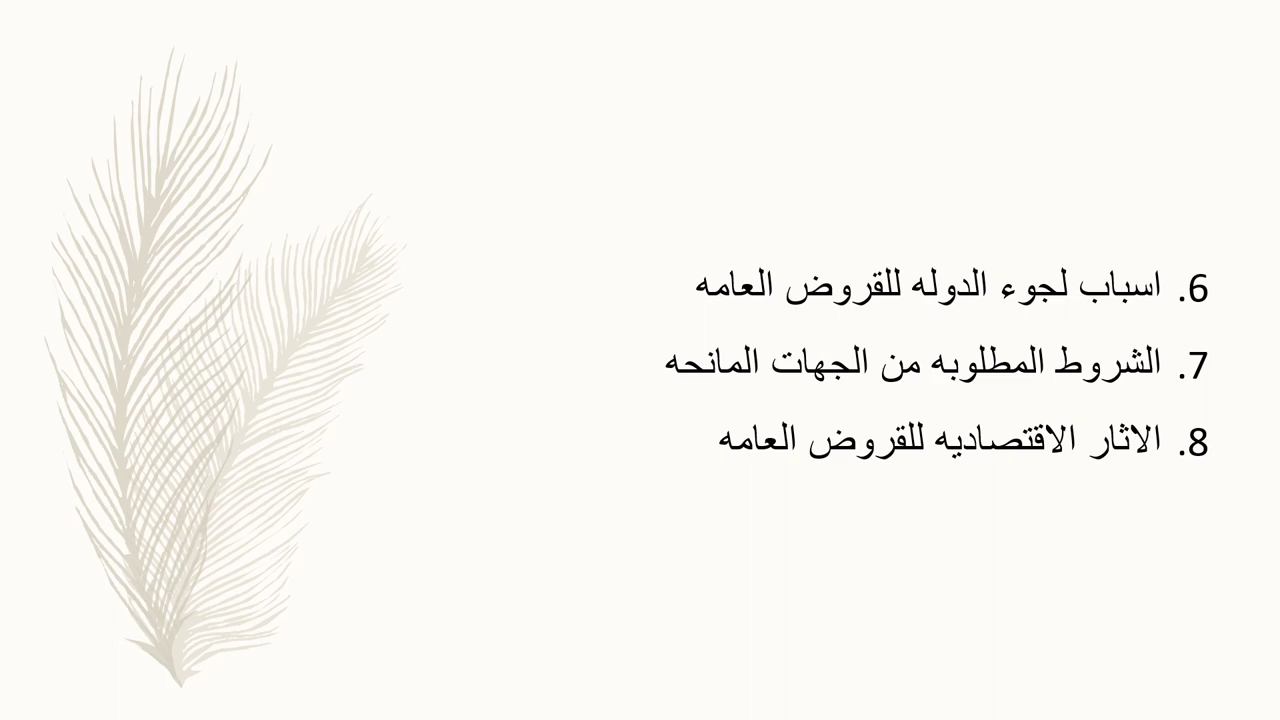 6. اسباب لجوء الدوله للقروض العامه
7. الشروط المطلوبه من الجهات المانحه
8. الاثار الاقتصاديه للقروض العامه